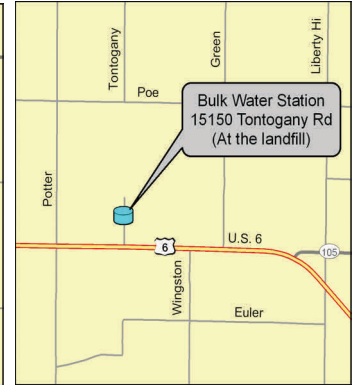 Tontogany
Green
Liberty Hi
Poe
Bulk Water Station
15150 Tontogany Rd
(At the landfill)
Potter
6
U.S. 6
105
Wingston
Euler